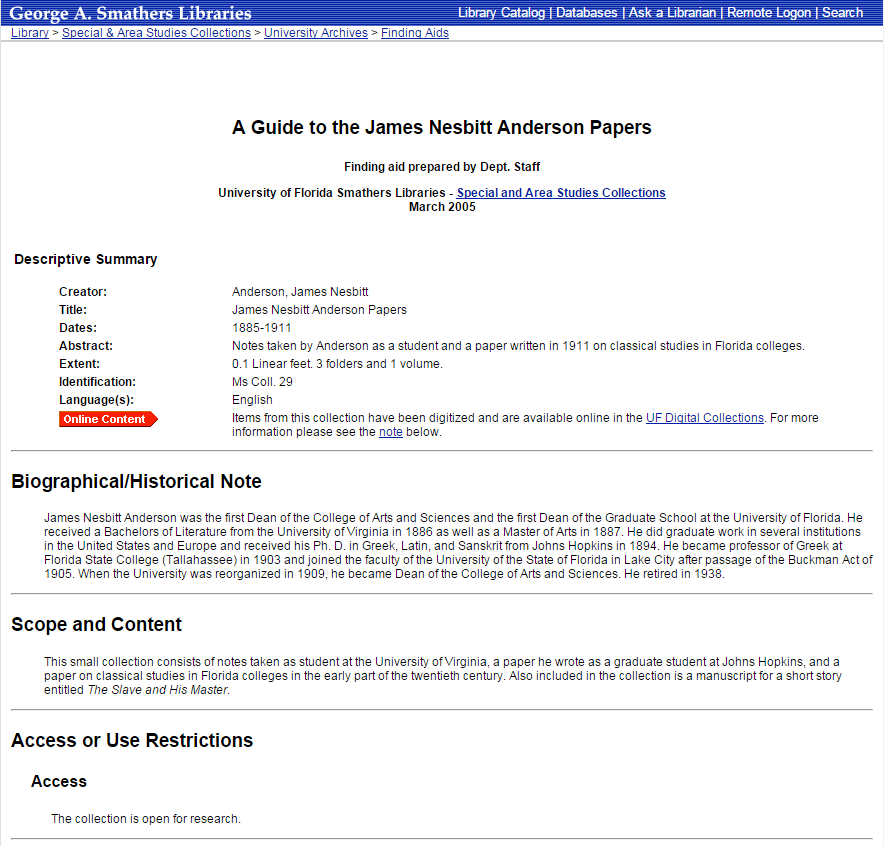 George A. Smathers Libraries
Library Catalog | Databases | Ask a Librarian | Remote Logon | Search
Library > Special & Area Studies Collections > University Archives > Finding Aids
A Guide to the James Nesbitt Anderson Papers
Finding aid prepared by Dept. Staff
University of Florida Smathers Libraries - Special and Area Studies Collections
March 2005
Descriptive Summary
Creator: Anderson, James Nesbitt
Title: James Nesbitt Anderson Papers
Dates: 1885-1911
Abstract: Notes taken by Anderson as a student and a paper written in 1911 on classical studies in Florida colleges.
Extent: 0.1 Linear feet. 3 folders and 1 volume.
Identification: Ms Coll. 29
Language(s): English
Online Content Items from this collection have been digitized and are available online in the UF Digital Collections. For more
information please see the note below.
Biographical/Historical Note
James Nesbitt Anderson was the first Dean of the College of Arts and Sciences and the first Dean of the Graduate School at the University of Florida. He
received a Bachelors of Literature from the University of Virginia in 1886 as well as a Master of Arts in 1887. He did graduate work in several institutions
in the United States and Europe and received his Ph. D. in Greek, Latin, and Sanskrit from Johns Hopkins in 1894. He became professor of Greek at
Florida State College (Tallahassee) in 1903 and joined the faculty of the University of the State of Florida in Lake City after passage of the Buckman Act of
1905. When the University was reorganized in 1909, he became Dean of the College of Arts and Sciences. He retired in 1938.
Scope and Content
This small collection consists of notes taken as student at the University of Virginia, a paper he wrote as a graduate student at Johns Hopkins, and a
paper on classical studies in Florida colleges in the early part of the twentieth century. Also included in the collection is a manuscript for a short story
entitled The Slave and His Master.
Access or Use Restrictions
Access
The collection is open for research.